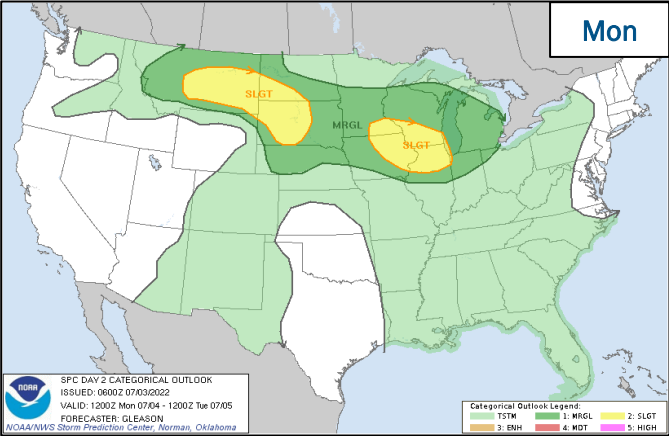 Mon
SLGT
MRGL
SLGT
SPC DAY 2 CATEGORICAL OUTLOOK
ISSUED: 0600Z 07/03/2022
VALID: 1200Z Mon 07/04 - 1200Z Tue 07/05
FORECASTER: GLEASON
NOAA/NWS Storm Prediction Center, Norman, Oklahoma
NOAA
Categorical Outlook Legend:
TSTM 1: MRGL 2: SLGT
3: ENH 4: MDT 5: HIGH